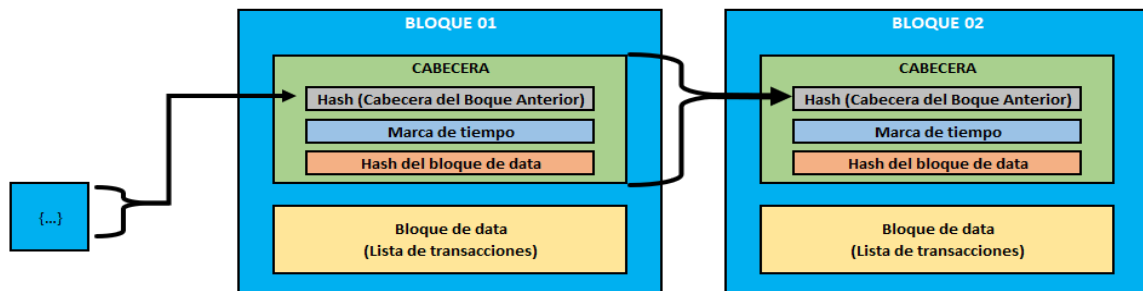 BLOQUE 01
CABECERA
Hash (Cabecera del Boque Anterior)
Marca de tiempo
Hash del bloque de data
{...}
Bloque de data
(Lista de transacciones)
BLOQUE 02
CABECERA
Hash (Cabecera del Boque Anterior)
Marca de tiempo
Hash del bloque de data
Bloque de data
(Lista de transacciones)